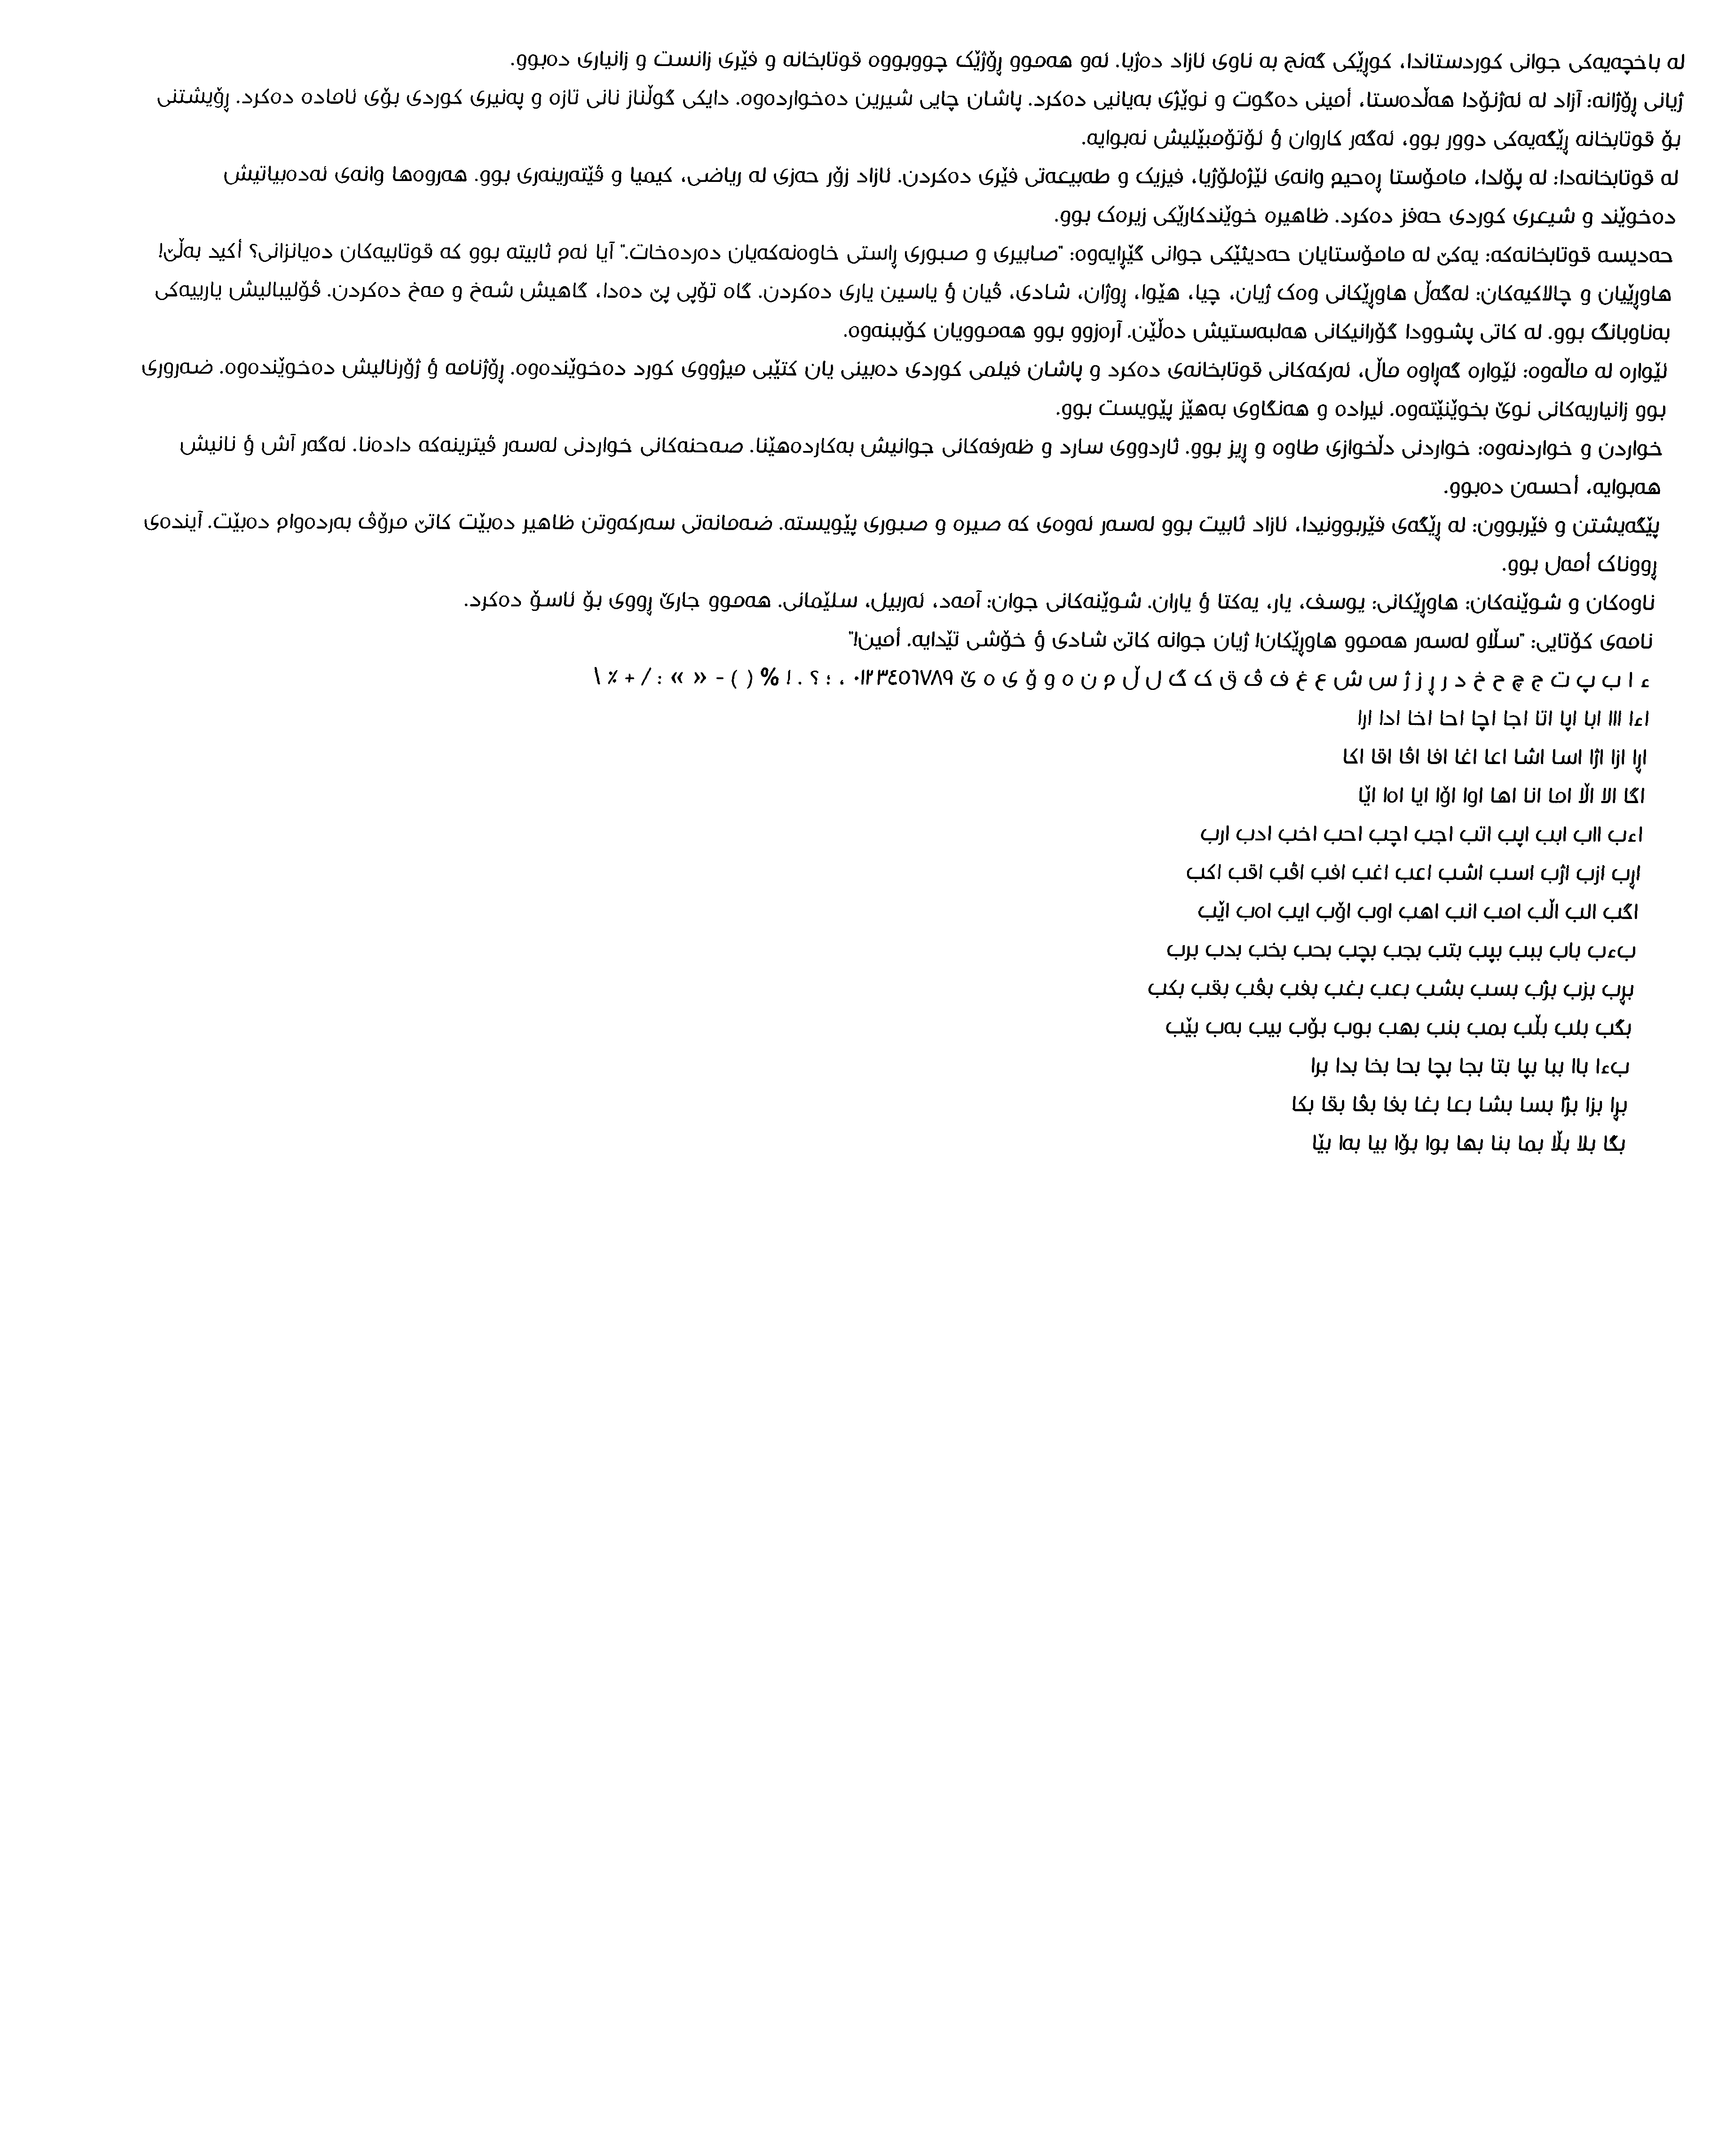 لە باخچەیەکی جوانی کوردستاندا، کوڕێکی گەنج بە ناوی ئازاد دەژیا. ئەو هەموو ڕۆژێک چووبووە قوتابخانە و فێری زانست و زانیاری دەبوو.
ژیانی ڕۆژانە: آزاد لە ئەژنۆدا هەڵدەستا، أمینی دەگوت و نوێژی بەیانیی دەکرد. پاشان چایی شیرین دەخواردەوە. دایکی گوڵناز نانی تازە و پەنیری کوردی بۆی ئامادە دەکرد. ڕۆیشتنی
بۆ قوتابخانە ڕێگەیەکی دوور بوو، ئەگەر کاروان ؤ ئۆتۆمبێلیش نەبوایە.
لە قوتابخانەدا: لە پۆلدا، مامۆستا ڕەحیم وانەی ئێژەلۆژیا، فیزیک و طەبیعەتی فێری دەکردن. ئازاد زۆر حەزی لە ریاضی، کیمیا و ڤێتەرینەری بوو. هەروەها وانەی ئەدەبیاتیش
دەخوێند و شیعری کوردی حەفز دەکرد. ظاهیرە خوێندکارێکی زیرەک بوو.
حەدیسە قوتابخانەکە: یەکێ لە مامۆستایان حەدیثێکی جوانی گێڕایەوە: "صابیری و صبوری ڕاستی خاوەنەکەیان دەردەخات." آیا ئەم ثابیتە بوو کە قوتابیەکان دەیانزانی؟ أکید بەڵێ!
هاوڕێیان و چالاکیەکان: لەگەڵ هاوڕێکانی وەک ژیان، چیا، هێوا، ڕوژان، شادی، ڤیان ؤ یاسین یاری دەکردن. گاە تۆپی پێ دەدا، گاهیش شەخ و مەخ دەکردن. ڤۆلیبالیش یارییەکی
بەناوبانگ بوو. لە کاتی پشوودا گۆرانیکانی هەلبەستیش دەڵێن. آرەزوو بوو هەموویان کۆببنەوە.
ئێوارە لە ماڵەوە: ئێوارە گەڕاوە ماڵ، ئەرکەکانی قوتابخانەی دەکرد و پاشان فیلمی کوردی دەبینی یان کتێبی میژووی کورد دەخوێندەوە. ڕۆژنامە ؤ ژۆرنالیش دەخوێندەوە. ضەروری
بوو زانیاریەکانی نوێ بخوێنێتەوە. ئیرادە و هەنگاوی بەهێز پێویست بوو.
خواردن و خواردنەوە: خواردنی دڵخوازی طاوە و ڕیز بوو. ئاردووی سارد و ظەرفەکانی جوانیش بەکاردەهێنا. صەحنەکانی خواردنی لەسەر ڤیترینەکە دادەنا. ئەگەر آش ؤ نانیش
هەبوایە، أحسەن دەبوو.
پێگەیشتن و فێربوون: لە ڕێگەی فێربوونیدا، ئازاد ثابیت بوو لەسەر ئەوەی کە صیرە و صبوری پێویستە. ضەمانەتی سەرکەوتن ظاهیر دەبێت کاتێ مرۆڤ بەردەوام دەبێت. آیندەی
ڕووناک أمەل بوو.
ناوەکان و شوێنەکان: هاوڕێکانی: یوسف، یار، یەکتا ؤ یاران. شوێنەکانی جوان: آمەد، ئەربیل، سلێمانی. هەموو جارێ ڕووی بۆ ئاسۆ دەکرد.
نامەی کۆتایی: "سڵاو لەسەر هەموو هاوڕێکان! ژیان جوانە کاتێ شادی ؤ خۆشی تێدایە. أمین!"
ء ا ب پ ت ج چ ح خ د ر ڕ ز ژ س ش ع غ ف ڤ ق ک گ ل ڵ م ن ە و ۆ ی ە ێ ٠١٢٣٤٥٦٧٨٩ ، ؛ ؟ . ! % ( ) - « » : / + ٪ \
اءا ااا ابا اپا اتا اجا اچا احا اخا ادا ارا
اڕا ازا اژا اسا اشا اعا اغا افا اڤا اقا اکا
اگا الا اڵا اما انا اها اوا اۆا ایا اەا اێا
اءب ااب ابب اپب اتب اجب اچب احب اخب ادب ارب
اڕب ازب اژب اسب اشب اعب اغب افب اڤب اقب اکب
اگب الب اڵب امب انب اهب اوب اۆب ایب اەب اێب
بءب باب ببب بپب بتب بجب بچب بحب بخب بدب برب
بڕب بزب بژب بسب بشب بعب بغب بفب بڤب بقب بکب
بگب بلب بڵب بمب بنب بهب بوب بۆب بیب بەب بێب
بءا باا ببا بپا بتا بجا بچا بحا بخا بدا برا
بڕا بزا بژا بسا بشا بعا بغا بفا بڤا بقا بکا
بگا بلا بڵا بما بنا بها بوا بۆا بیا بەا بێا